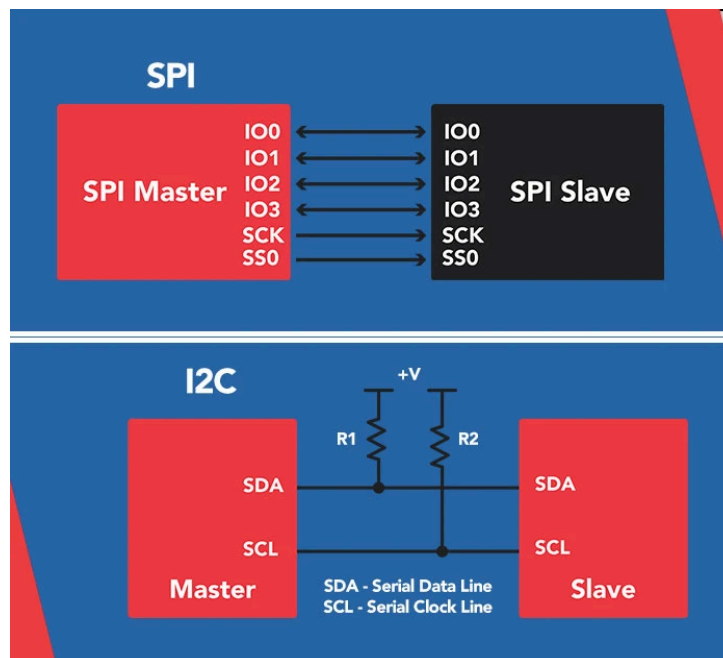 SPI
SPI Master
IO0
IO1
IO2
IO3
SCK
SS0
IO0
IO1
IO2
IO3
SCK
SS0
SPI Slave
I2C
+V
R1
R2
SDA
SCL
Master
SDA
SCL
Slave
SDA - Serial Data Line
SCL - Serial Clock Line